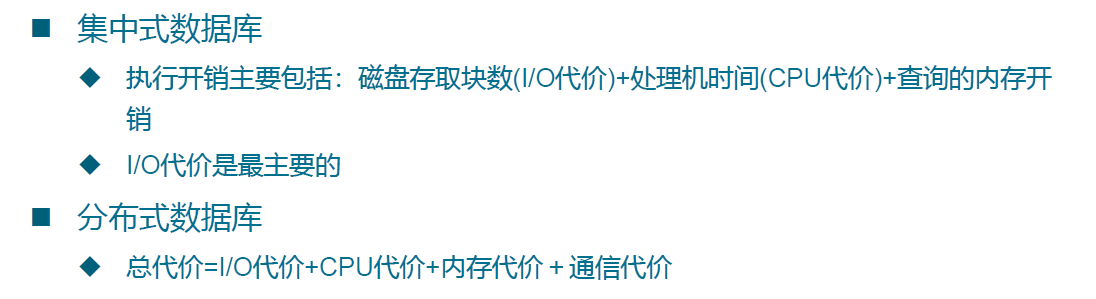 ■ 集中式数据库
◆ 执行开销主要包括：磁盘存取块数(I/O代价)+处理机时间(CPU代价)+查询的内存开
销
◆ I/O代价是最主要的
■ 分布式数据库
◆ 总代价=I/O代价+CPU代价+内存代价＋通信代价